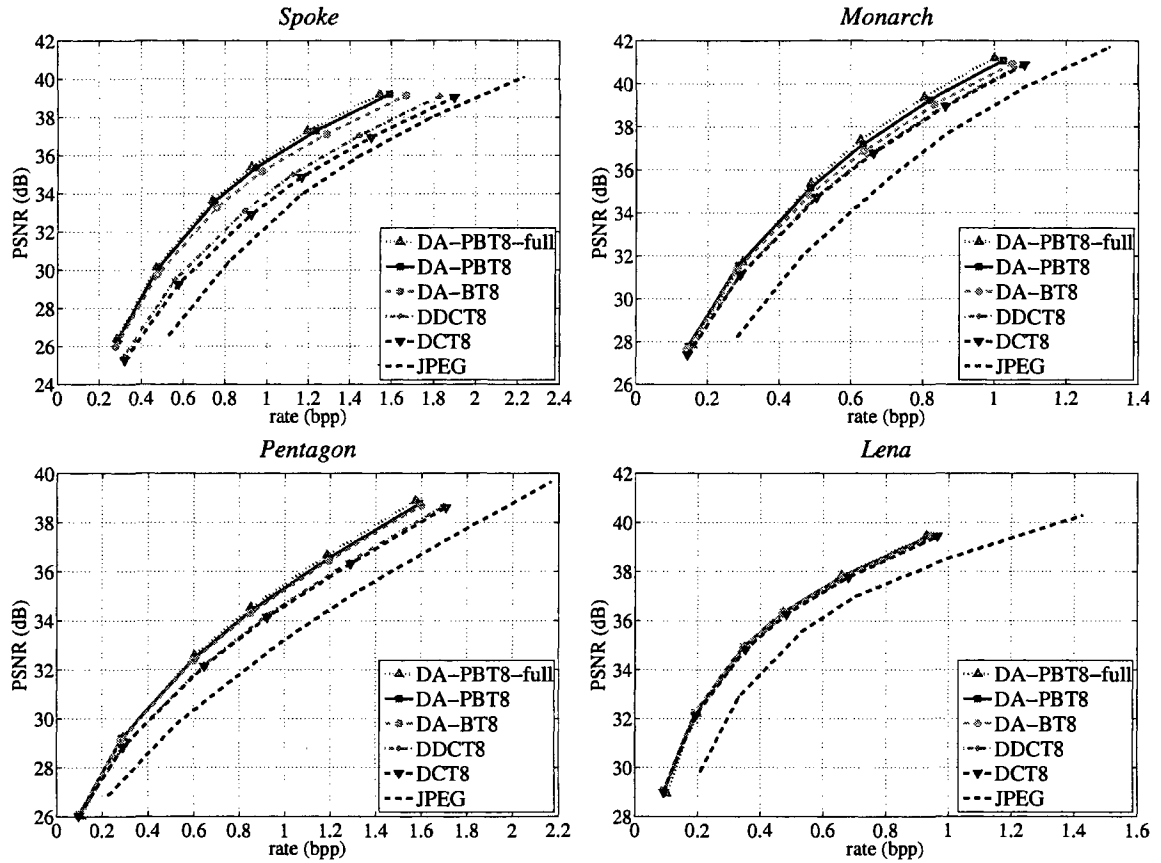 Spoke
42
40
38
36
34
32
30
28
26
24
PSNR (dB)
DA-PBT8-full
DA-PBT8
DA-BT8
DDCT8
DCT8
JPEG
0 0.2 0.4 0.6 0.8 1 1.2 1.4 1.6 1.8 2 2.2 2.4
rate (bpp)
Monarch
42
40
38
36
34
32
30
28
26
PSNR (dB)
DA-PBT8-full
DA-PBT8
DA-BT8
DDCT8
DCT8
JPEG
0 0.2 0.4 0.6 0.8 1 1.2 1.4
rate (bpp)
Pentagon
40
38
36
34
32
30
28
26
PSNR (dB)
DA-PBT8-full
DA-PBT8
DA-BT8
DDCT8
DCT8
JPEG
0 0.2 0.4 0.6 0.8 1 1.2 1.4 1.6 1.8 2 2.2
rate (bpp)
Lena
42
40
38
36
34
32
30
28
PSNR (dB)
DA-PBT8-full
DA-PBT8
DA-BT8
DDCT8
DCT8
JPEG
0 0.2 0.4 0.6 0.8 1 1.2 1.4 1.6
rate (bpp)